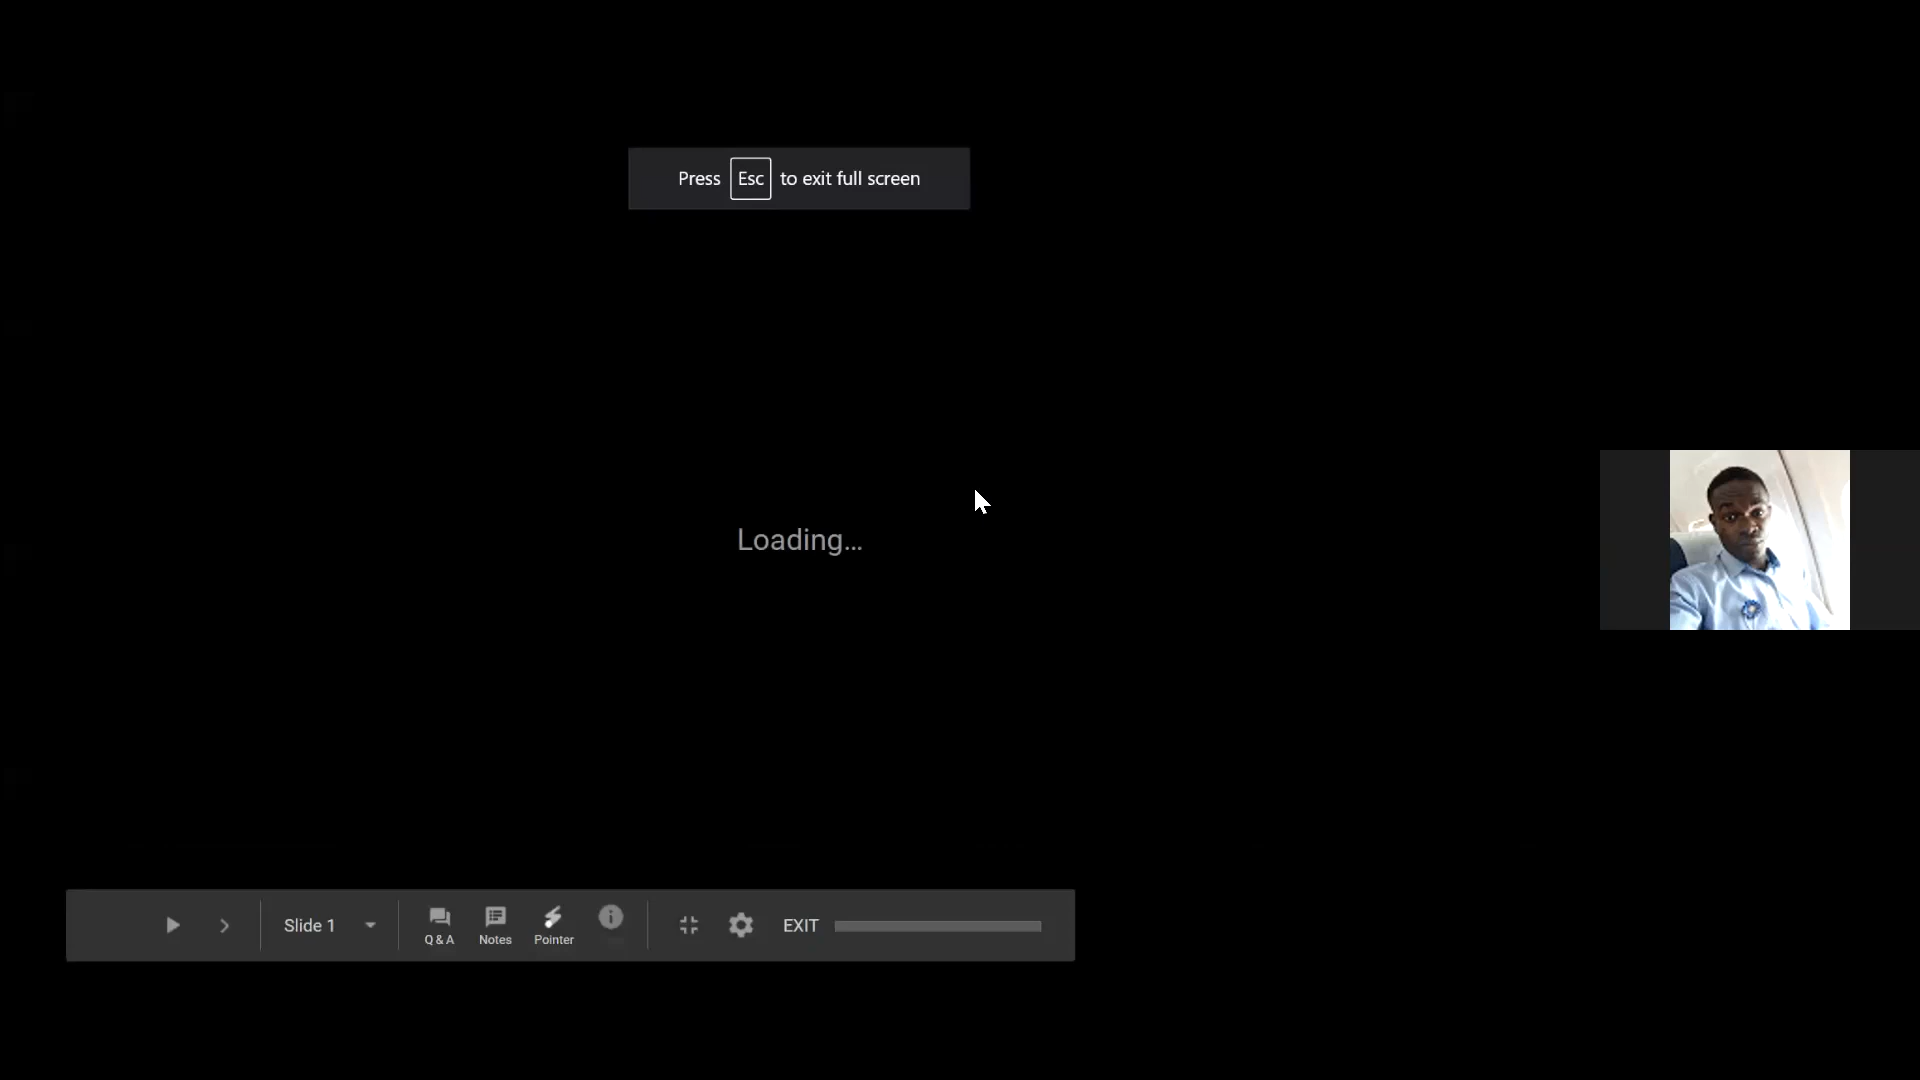 Press Esc to exit full screen
Loading...
Slide 1
Q & A
Notes
Pointer
EXIT